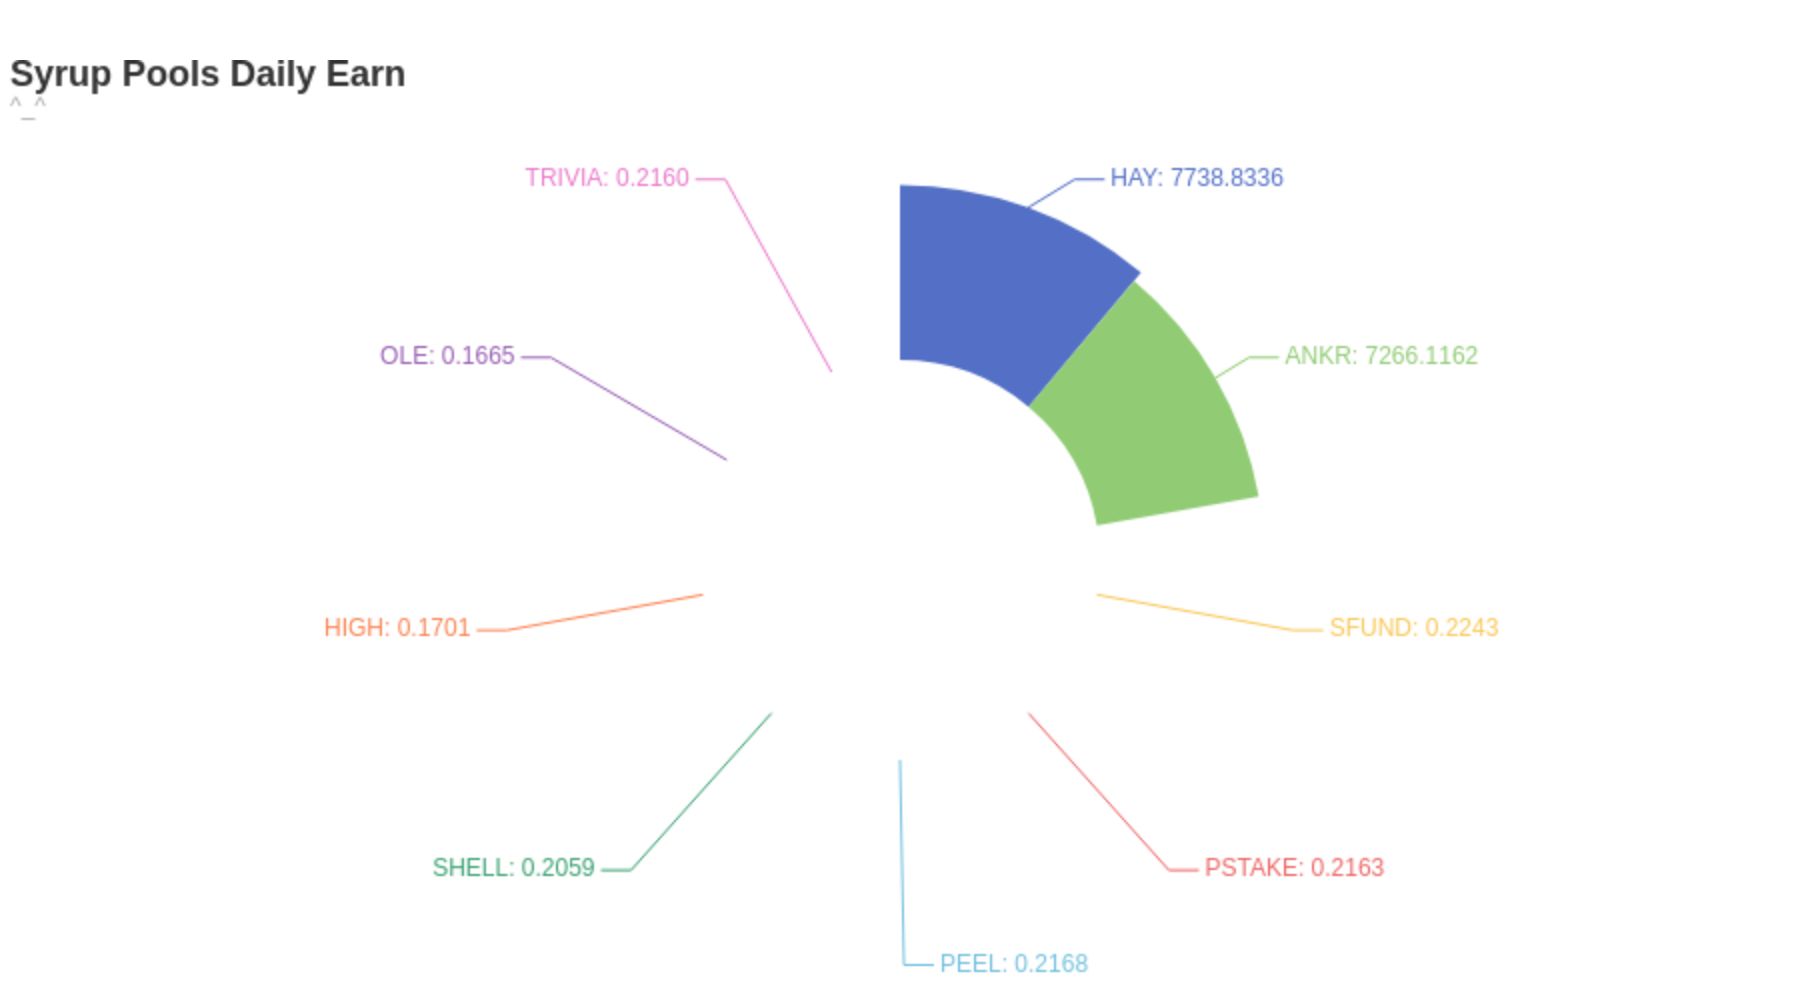 Syrup Pools Daily Earn
^_^
TRIVIA: 0.2160
HAY: 7738.8336
OLE: 0.1665
ANKR: 7266.1162
HIGH: 0.1701
SFUND: 0.2243
SHELL: 0.2059
PSTAKE: 0.2163
PEEL: 0.2168